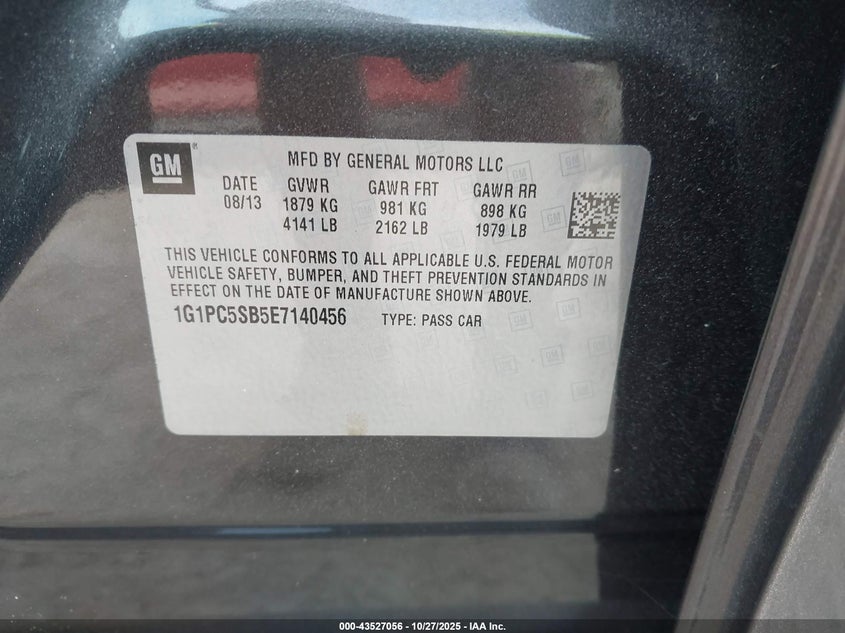 GM
MFD BY GENERAL MOTORS LLC
DATE GVWR GAWR FRT GAWR RR
08/13 1879 KG 981 KG 898 KG
4141 LB 2162 LB 1979 LB
THIS VEHICLE CONFORMS TO ALL APPLICABLE U.S. FEDERAL MOTOR
VEHICLE SAFETY, BUMPER, AND THEFT PREVENTION STANDARDS IN
EFFECT ON THE DATE OF MANUFACTURE SHOWN ABOVE.
1G1PC5SB5E7140456 TYPE: PASS CAR
000-43527056 - 10/27/2025 - IAA Inc.